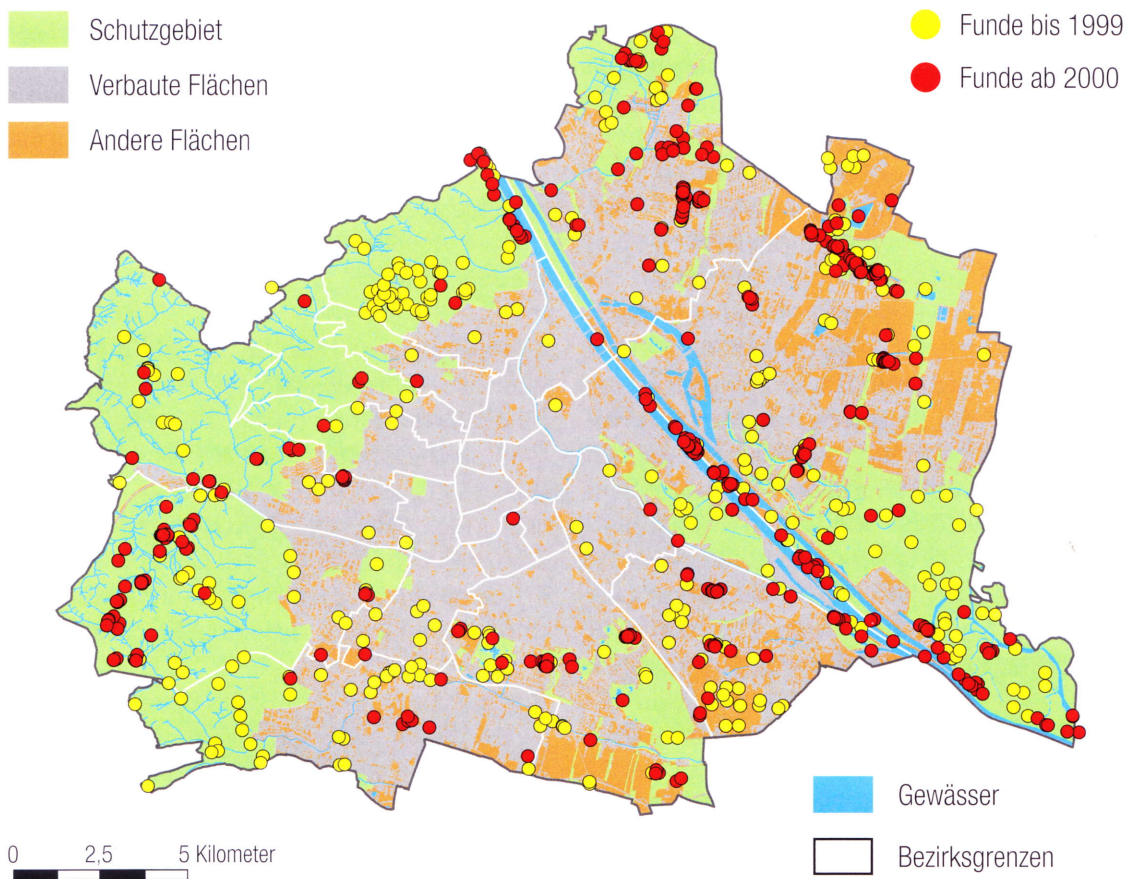 Schutzgebiet
Verbaute Flächen
Andere Flächen
Funde bis 1999
Funde ab 2000
Gewässer
Bezirksgrenzen
0 2,5 5 Kilometer